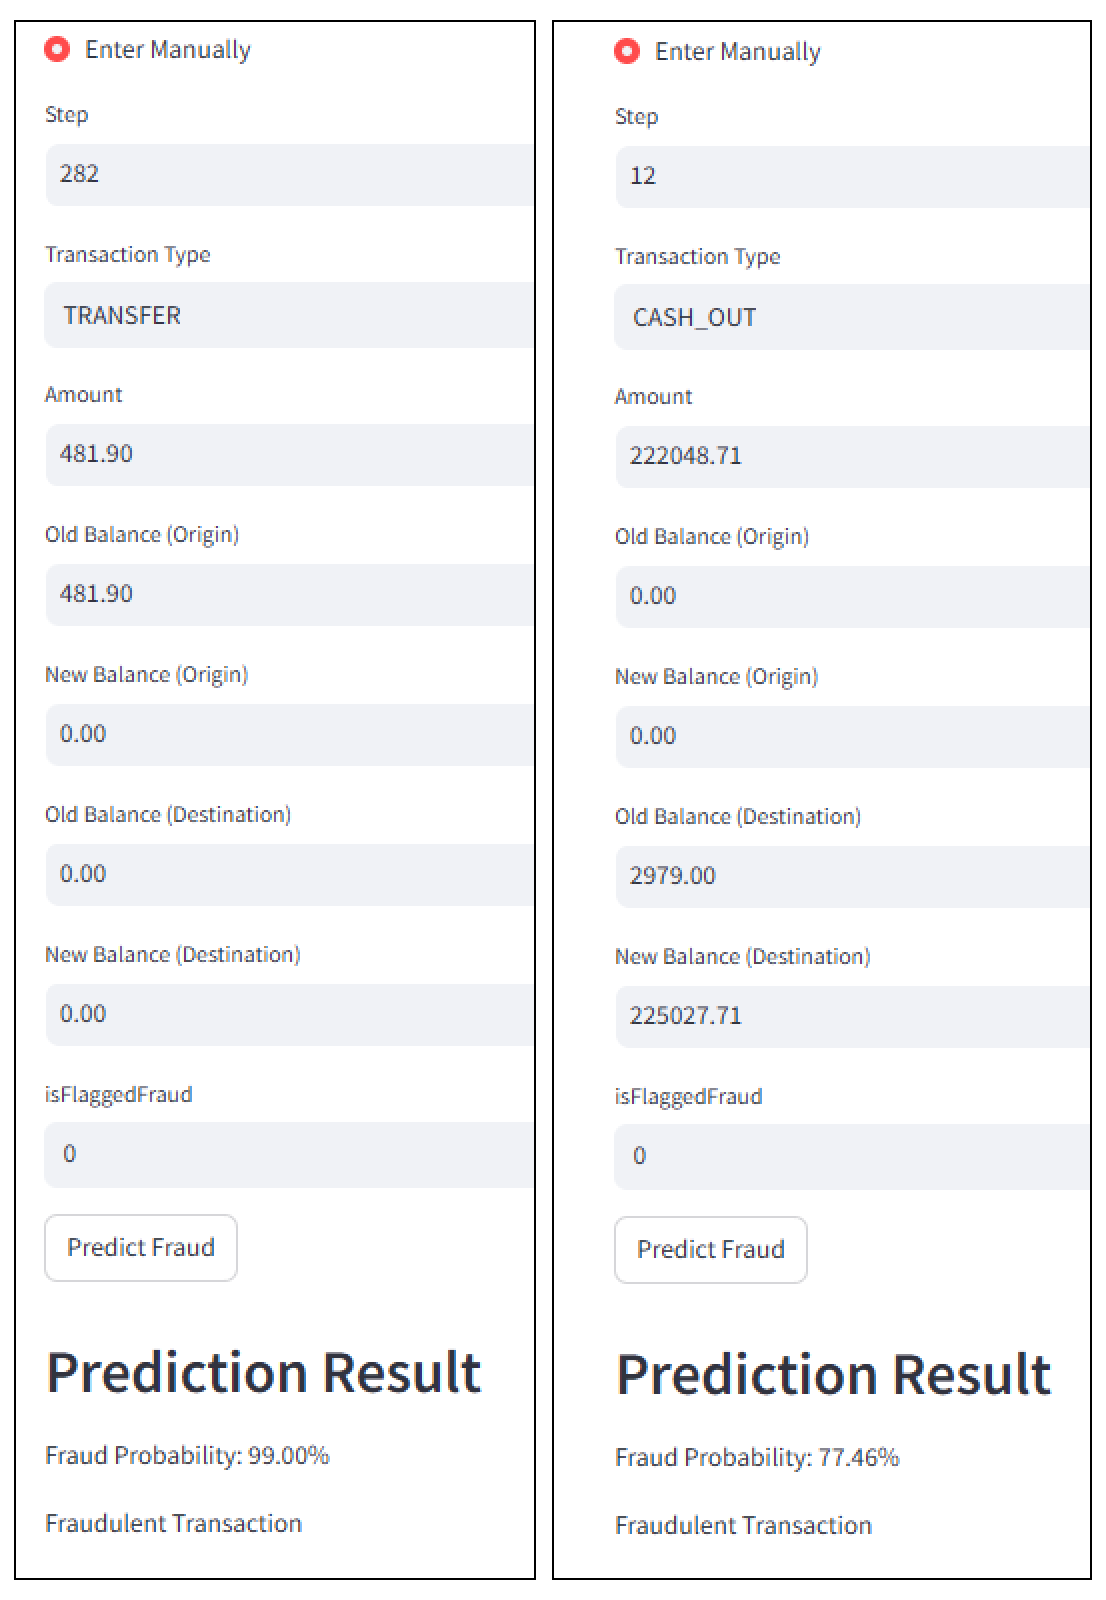 Enter Manually
Step
282
Transaction Type
TRANSFER
Amount
481.90
Old Balance (Origin)
481.90
New Balance (Origin)
0.00
Old Balance (Destination)
0.00
New Balance (Destination)
0.00
isFlaggedFraud
0
Predict Fraud
Prediction Result
Fraud Probability: 99.00%
Fraudulent Transaction
Enter Manually
Step
12
Transaction Type
CASH_OUT
Amount
222048.71
Old Balance (Origin)
0.00
New Balance (Origin)
0.00
Old Balance (Destination)
2979.00
New Balance (Destination)
225027.71
isFlaggedFraud
0
Predict Fraud
Prediction Result
Fraud Probability: 77.46%
Fraudulent Transaction